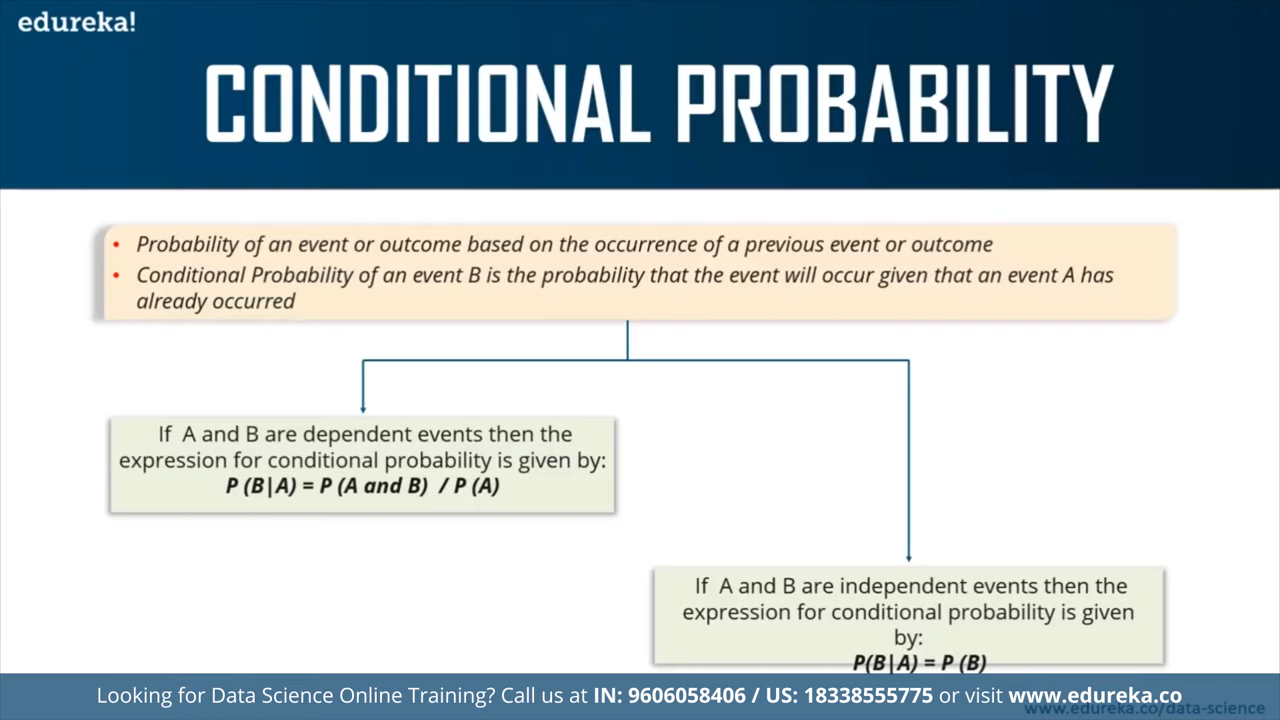 edureka!
CONDITIONAL PROBABILITY
• Probability of an event or outcome based on the occurrence of a previous event or outcome
• Conditional Probability of an event B is the probability that the event will occur given that an event A has
already occurred
If A and B are dependent events then the
expression for conditional probability is given by:
P (B|A) = P (A and B) / P (A)
If A and B are independent events then the
expression for conditional probability is given
by:
P(B|A) = P (B)
Looking for Data Science Online Training? Call us at IN: 9606058406 / US: 18338555775 or visit www.edureka.co
www.edureka.co/data-science